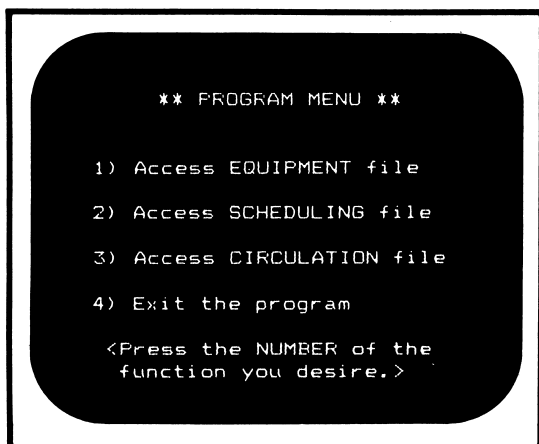 ** PROGRAM MENU **
1) Access EQUIPMENT file
2) Access SCHEDULING file
3) Access CIRCULATION file
4) Exit the program
<Press the NUMBER of the
function you desire.>